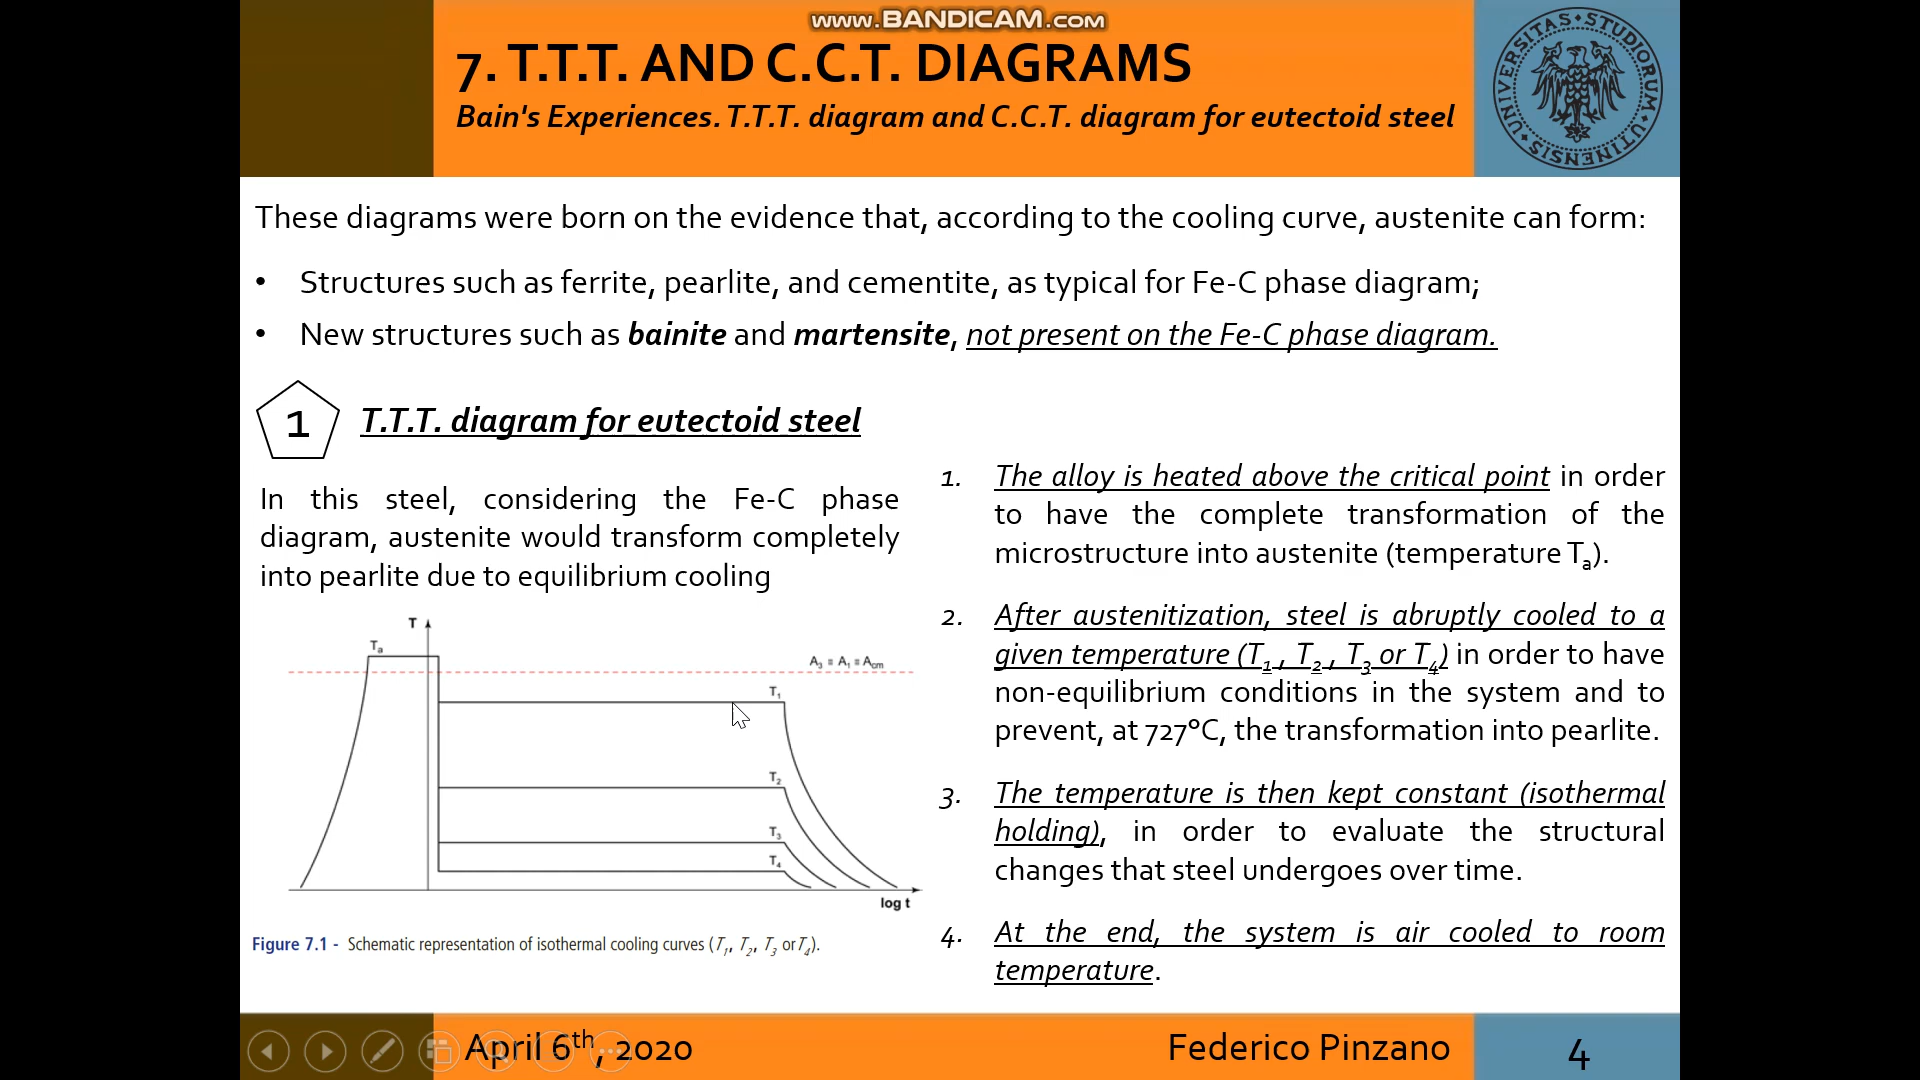 www.BANDICAM.com
7. T.T.T. AND C.C.T. DIAGRAMS
Bain's Experiences. T.T.T. diagram and C.C.T. diagram for eutectoid steel
UNIVERSITAS • STUDIORUM • UTINENSIS •
These diagrams were born on the evidence that, according to the cooling curve, austenite can form:
• Structures such as ferrite, pearlite, and cementite, as typical for Fe-C phase diagram;
• New structures such as bainite and martensite, not present on the Fe-C phase diagram.
1
T.T.T. diagram for eutectoid steel
In this steel, considering the Fe-C phase
diagram, austenite would transform completely
into pearlite due to equilibrium cooling
T
Ta
A3 ≡ A1 ≡ Acm
T1
T2
T3
T4
log t
Figure 7.1 - Schematic representation of isothermal cooling curves (T1, T2, T3 or T4).
1. The alloy is heated above the critical point in order
to have the complete transformation of the
microstructure into austenite (temperature Ta).
2. After austenitization, steel is abruptly cooled to a
given temperature (T1 , T2 , T3 or T4) in order to have
non-equilibrium conditions in the system and to
prevent, at 727°C, the transformation into pearlite.
3. The temperature is then kept constant (isothermal
holding), in order to evaluate the structural
changes that steel undergoes over time.
4. At the end, the system is air cooled to room
temperature.
April 6th, 2020
Federico Pinzano
4